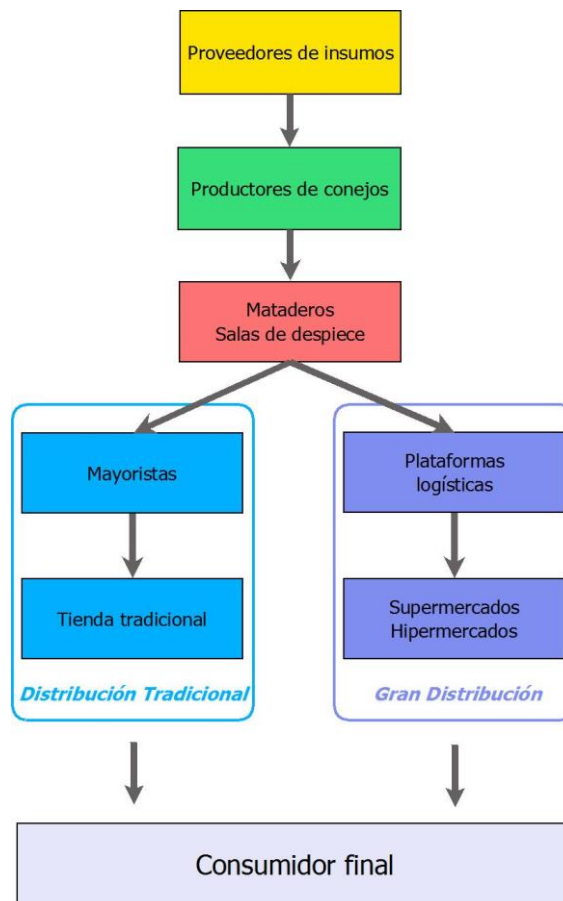 Proveedores de insumos
Productores de conejos
Mataderos
Salas de despiece
Mayoristas
Tienda tradicional
Distribución Tradicional
Plataformas
logísticas
Supermercados
Hipermercados
Gran Distribución
Consumidor final